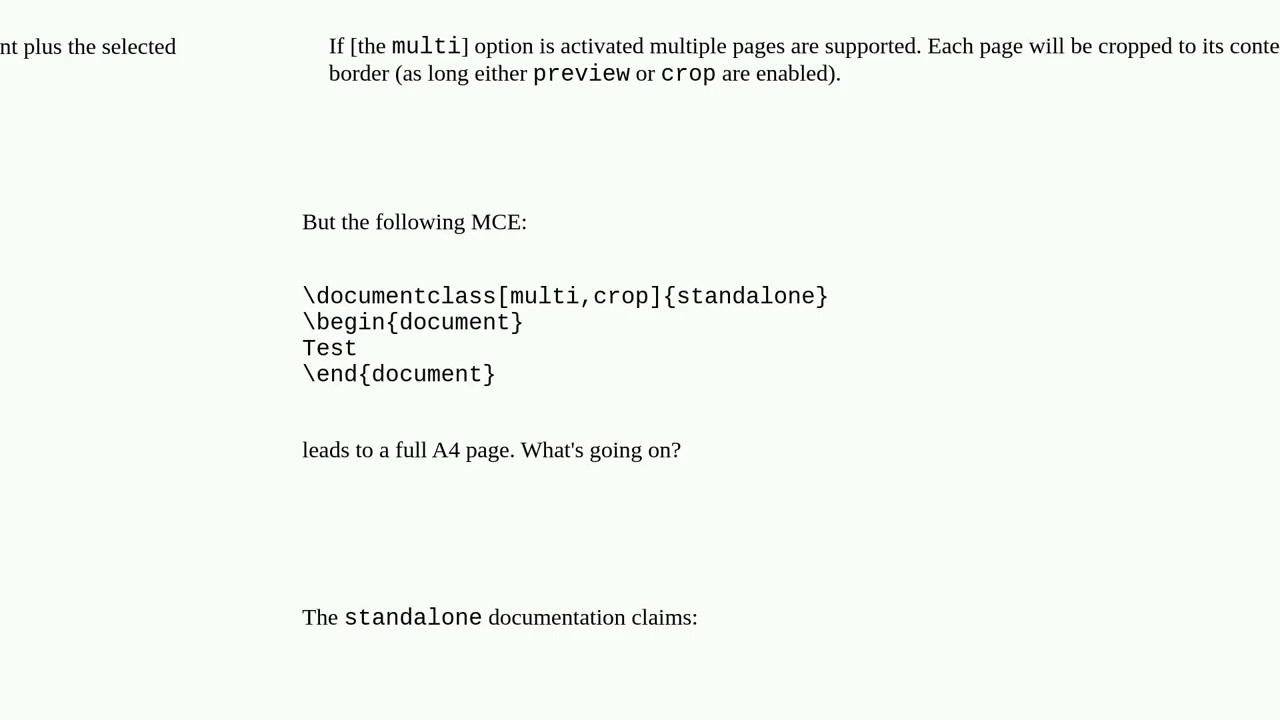 nt plus the selected
If [the multi] option is activated multiple pages are supported. Each page will be cropped to its
border (as long either preview or crop are enabled).
But the following MCE:
\documentclass[multi,crop]{standalone}
\begin{document}
Test
\end{document}
leads to a full A4 page. What's going on?
The standalone documentation claims: